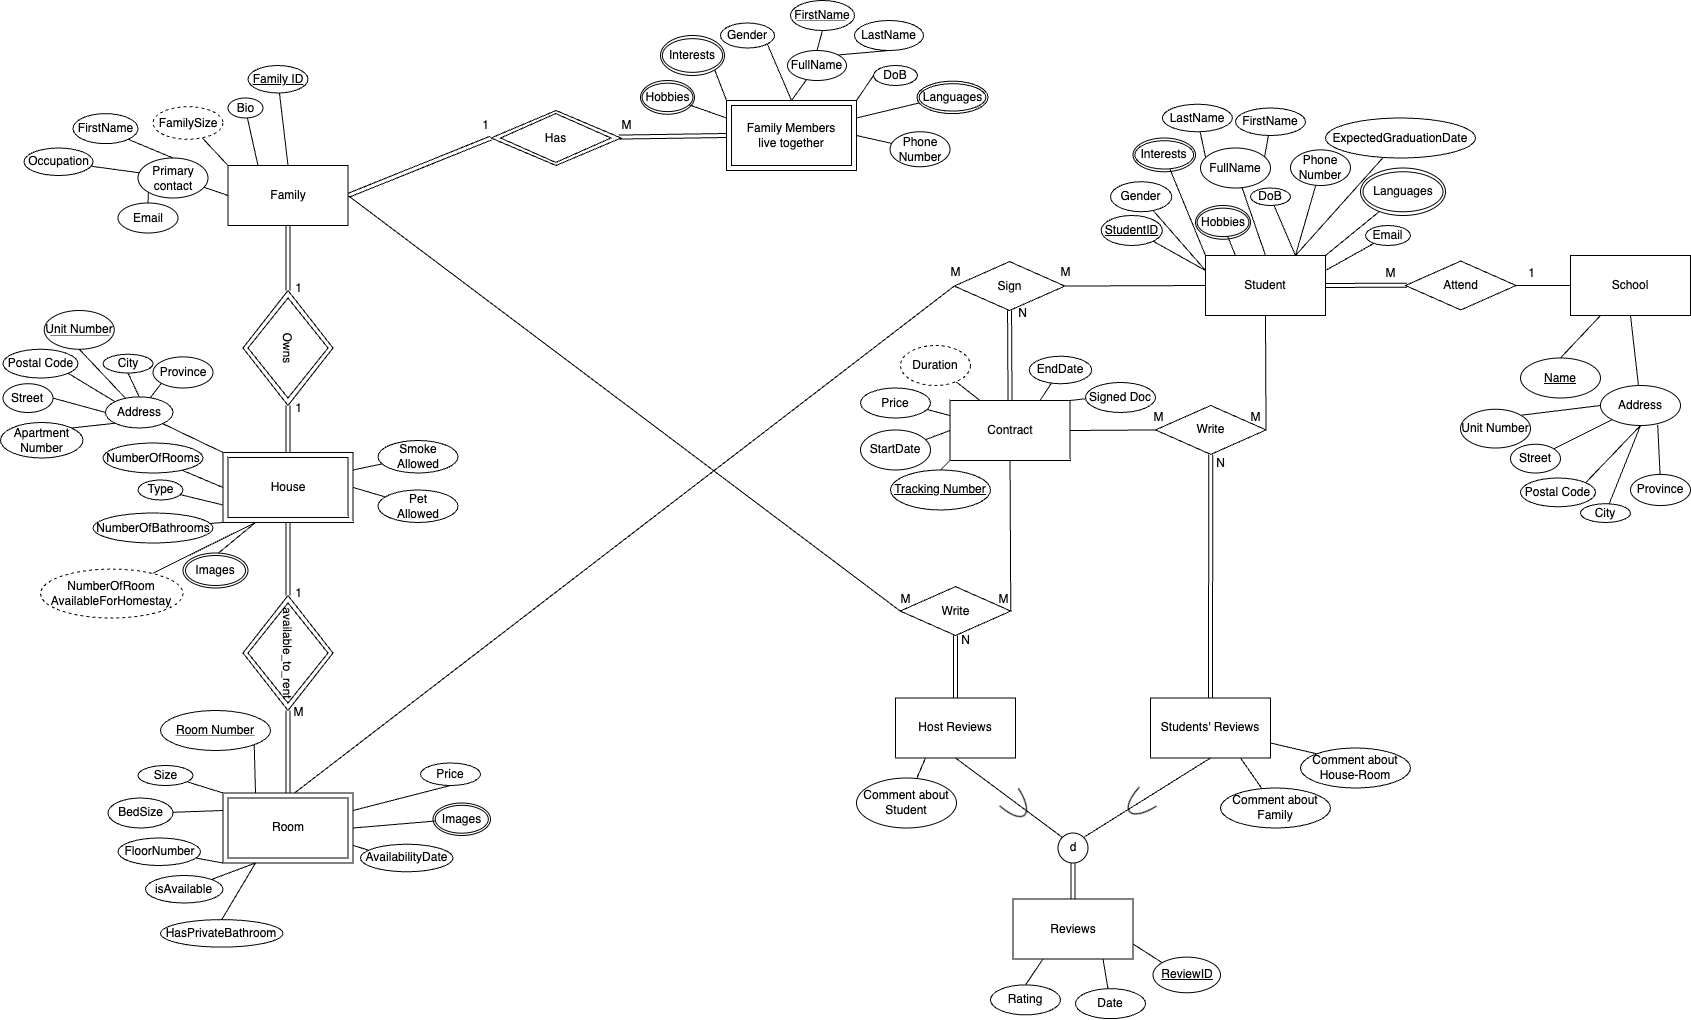 FirstName
LastName
Gender
FullName
Interests
DoB
Hobbies
Languages
Family Members
live together
Phone
Number
1
Has
M
Family ID
Bio
FamilySize
FirstName
Occupation
Primary
contact
Email
Family
1
Owns
1
Unit Number
Postal Code
City
Province
Street
Address
Apartment
Number
NumberOfRooms
Type
NumberOfBathrooms
Images
NumberOfRoom
AvailableForHomestay
House
Smoke
Allowed
Pet
Allowed
1
available_to_rent
M
Room Number
Size
BedSize
FloorNumber
isAvailable
HasPrivateBathroom
Room
Price
Images
AvailabilityDate
LastName
FirstName
ExpectedGraduationDate
Interests
FullName
Phone
Number
Languages
Gender
DoB
Hobbies
StudentID
Email
Student
M
Attend
1
School
Name
Address
Unit Number
Street
Postal Code
City
Province
M
Sign
M
N
Duration
EndDate
Price
Signed Doc
StartDate
Contract
Tracking Number
M
Write
M
N
M
Write
M
N
Host Reviews
Students' Reviews
Comment about
Student
Comment about
House-Room
Comment about
Family
d
Reviews
Rating
Date
ReviewID